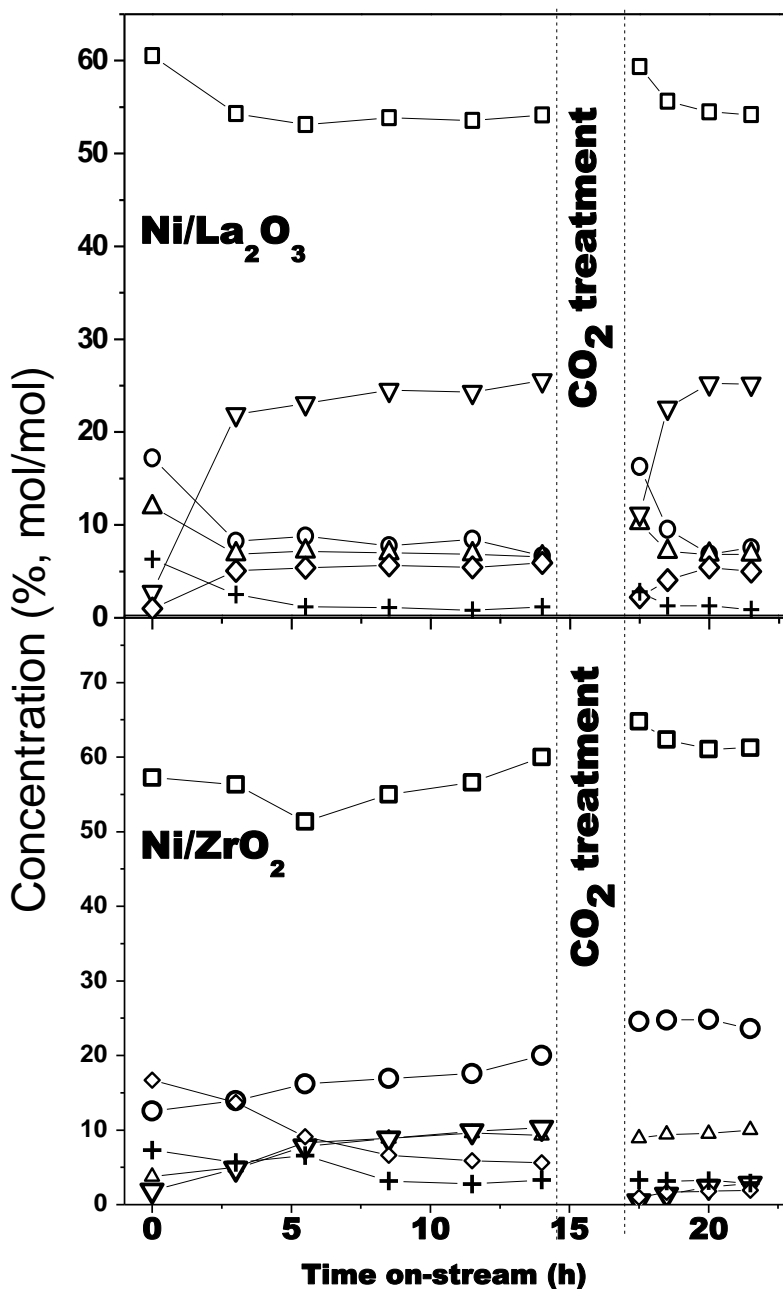 Concentration (%, mol/mol)
60
50
40
30
20
10
0
Ni/La₂O₃
CO₂ treatment
70
60
50
40
30
20
10
0
Ni/ZrO₂
CO₂ treatment
0 5 10 15 20
Time on-stream (h)